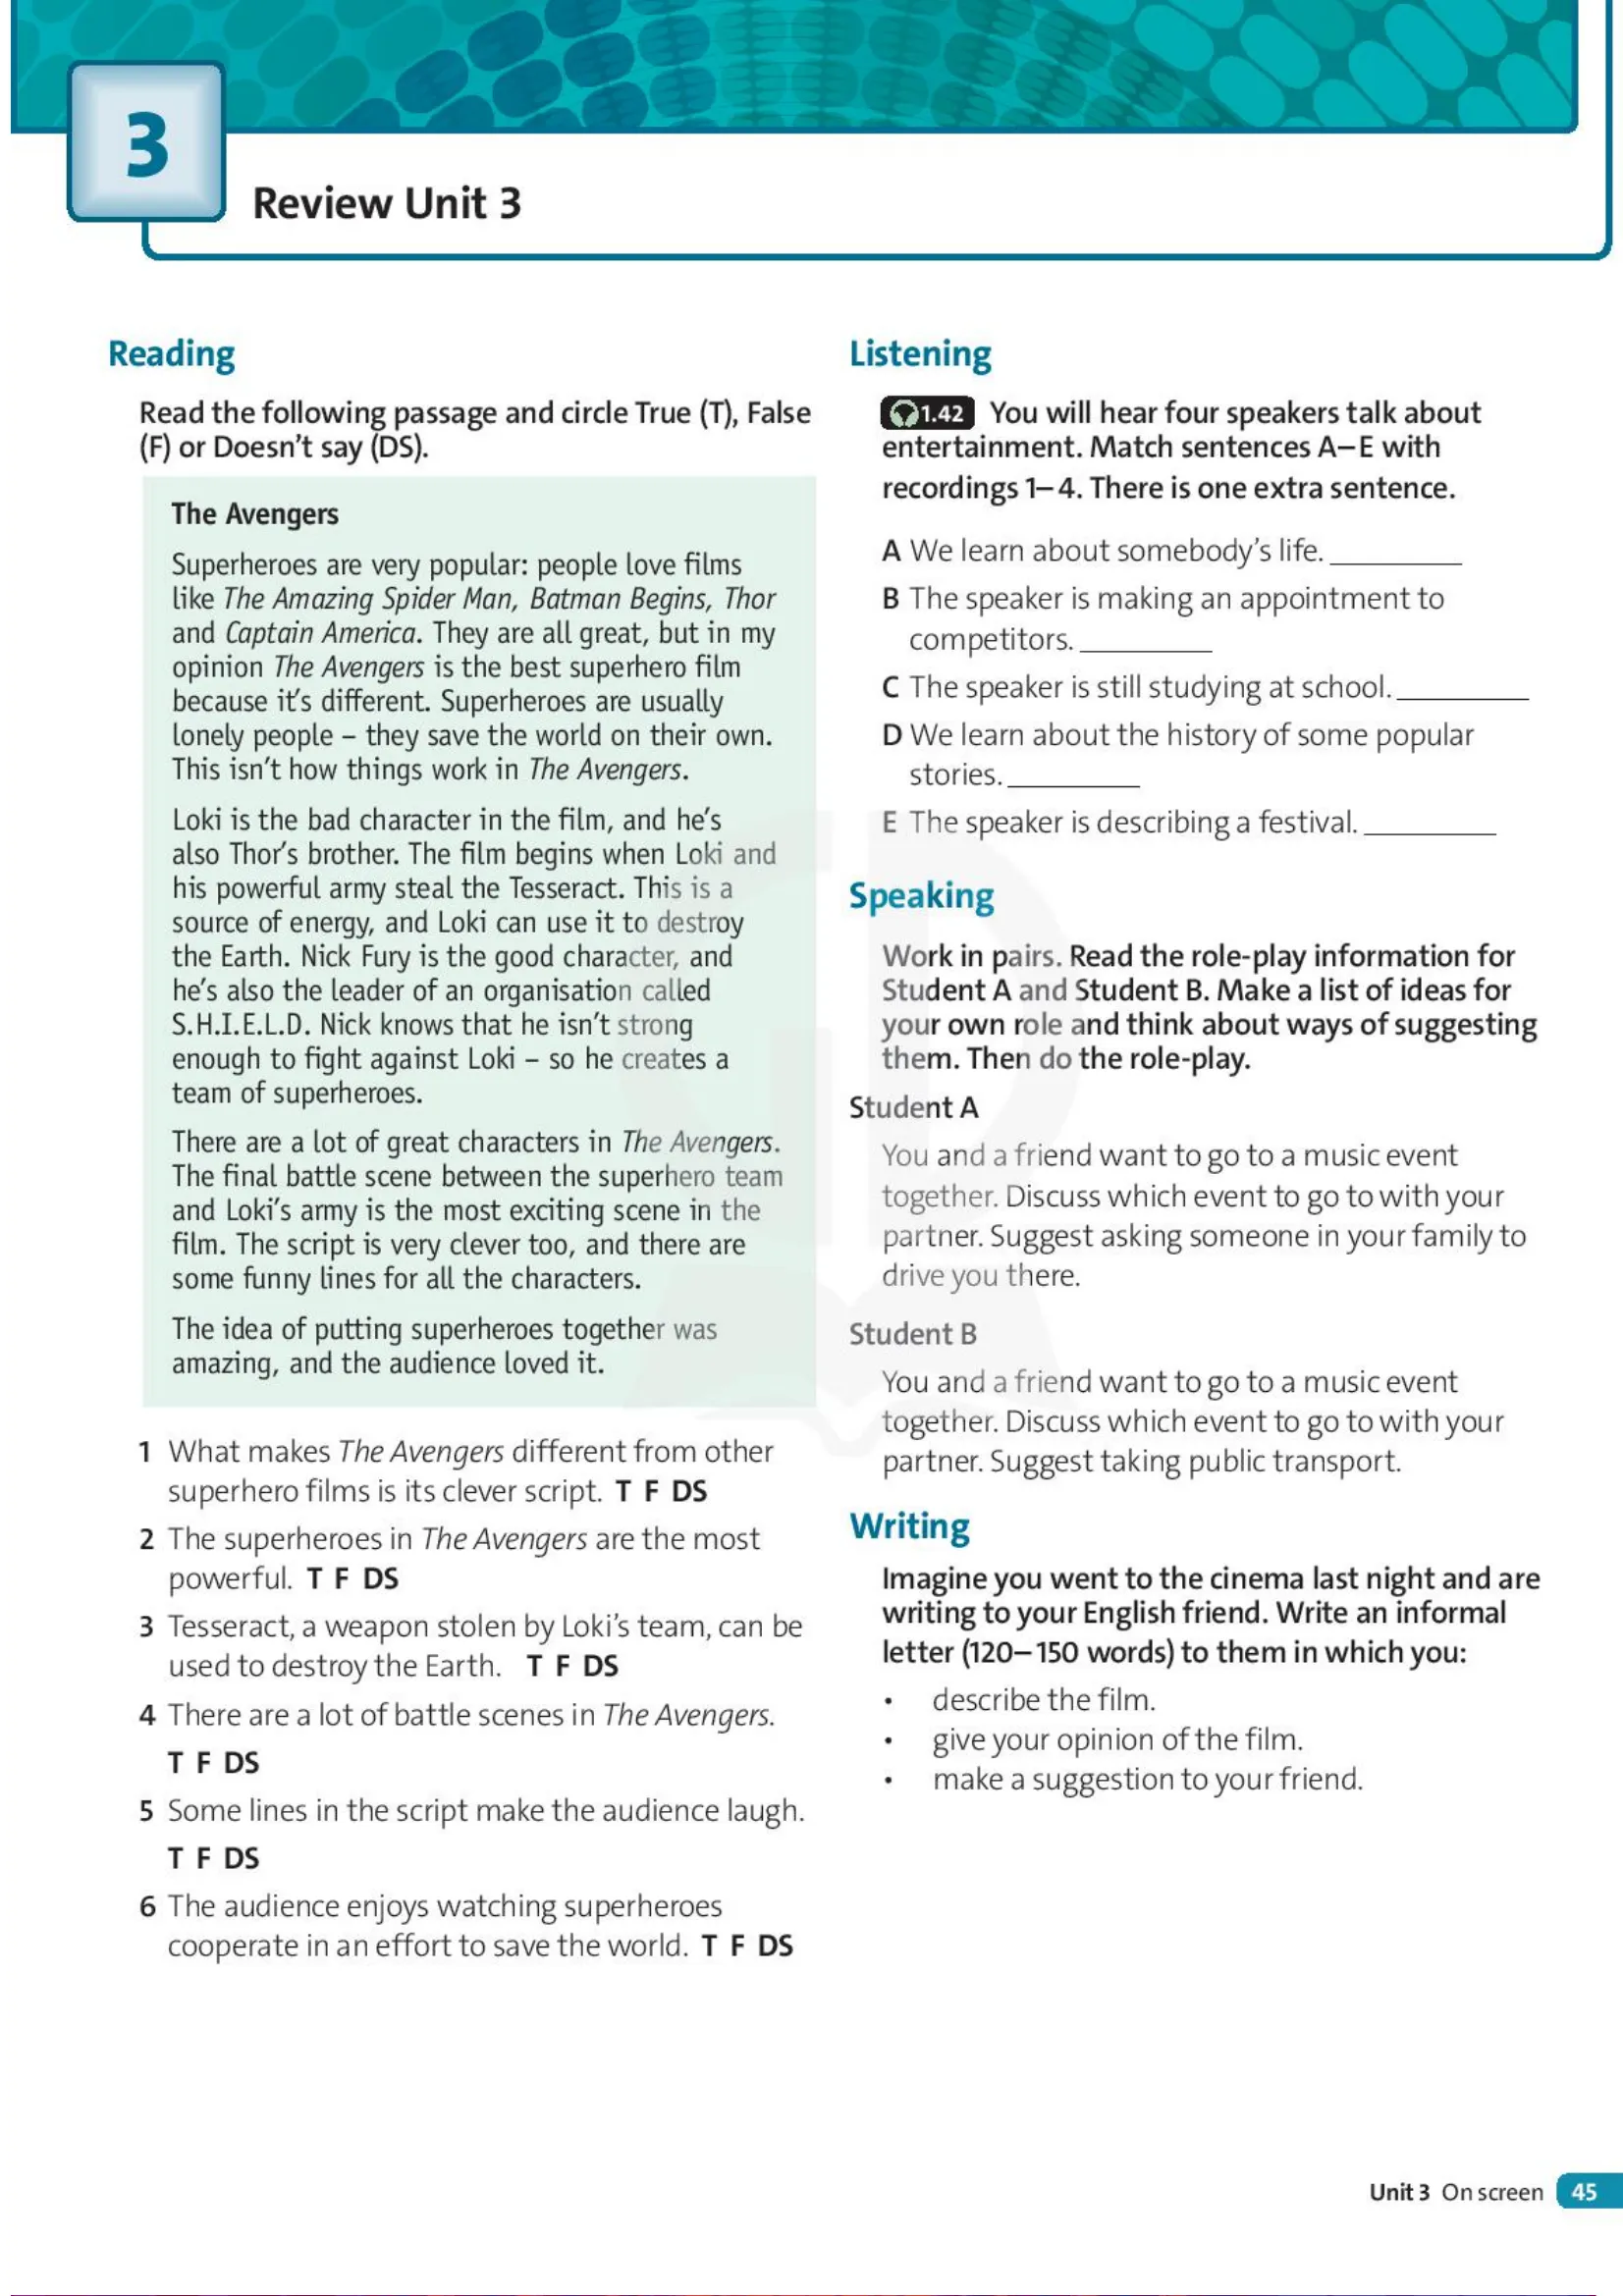 3
Review Unit 3
Reading
Read the following passage and circle True (T), False
(F) or Doesn't say (DS).
The Avengers
Superheroes are very popular: people love films
like The Amazing Spider Man, Batman Begins, Thor
and Captain America. They are all great, but in my
opinion The Avengers is the best superhero film
because it's different. Superheroes are usually
lonely people – they save the world on their own.
This isn't how things work in The Avengers.
Loki is the bad character in the film, and he's
also Thor's brother. The film begins when Loki and
his powerful army steal the Tesseract. This is a
source of energy, and Loki can use it to destroy
the Earth. Nick Fury is the good character, and
he's also the leader of an organisation called
S.H.I.E.L.D. Nick knows that he isn't strong
enough to fight against Loki – so he creates a
team of superheroes.
There are a lot of great characters in The Avengers.
The final battle scene between the superhero team
and Loki's army is the most exciting scene in the
film. The script is very clever too, and there are
some funny lines for all the characters.
The idea of putting superheroes together was
amazing, and the audience loved it.
1 What makes The Avengers different from other
superhero films is its clever script. T F DS
2 The superheroes in The Avengers are the most
powerful. T F DS
3 Tesseract, a weapon stolen by Loki's team, can be
used to destroy the Earth. T F DS
4 There are a lot of battle scenes in The Avengers.
T F DS
5 Some lines in the script make the audience laugh.
T F DS
6 The audience enjoys watching superheroes
cooperate in an effort to save the world. T F DS
Listening
1.42 You will hear four speakers talk about
entertainment. Match sentences A–E with
recordings 1–4. There is one extra sentence.
A We learn about somebody's life. __________
B The speaker is making an appointment to
competitors. __________
C The speaker is still studying at school. __________
D We learn about the history of some popular
stories. __________
E The speaker is describing a festival. __________
Speaking
Work in pairs. Read the role-play information for
Student A and Student B. Make a list of ideas for
your own role and think about ways of suggesting
them. Then do the role-play.
Student A
You and a friend want to go to a music event
together. Discuss which event to go to with your
partner. Suggest asking someone in your family to
drive you there.
Student B
You and a friend want to go to a music event
together. Discuss which event to go to with your
partner. Suggest taking public transport.
Writing
Imagine you went to the cinema last night and are
writing to your English friend. Write an informal
letter (120–150 words) to them in which you:
• describe the film.
• give your opinion of the film.
• make a suggestion to your friend.
Unit 3 On screen 45